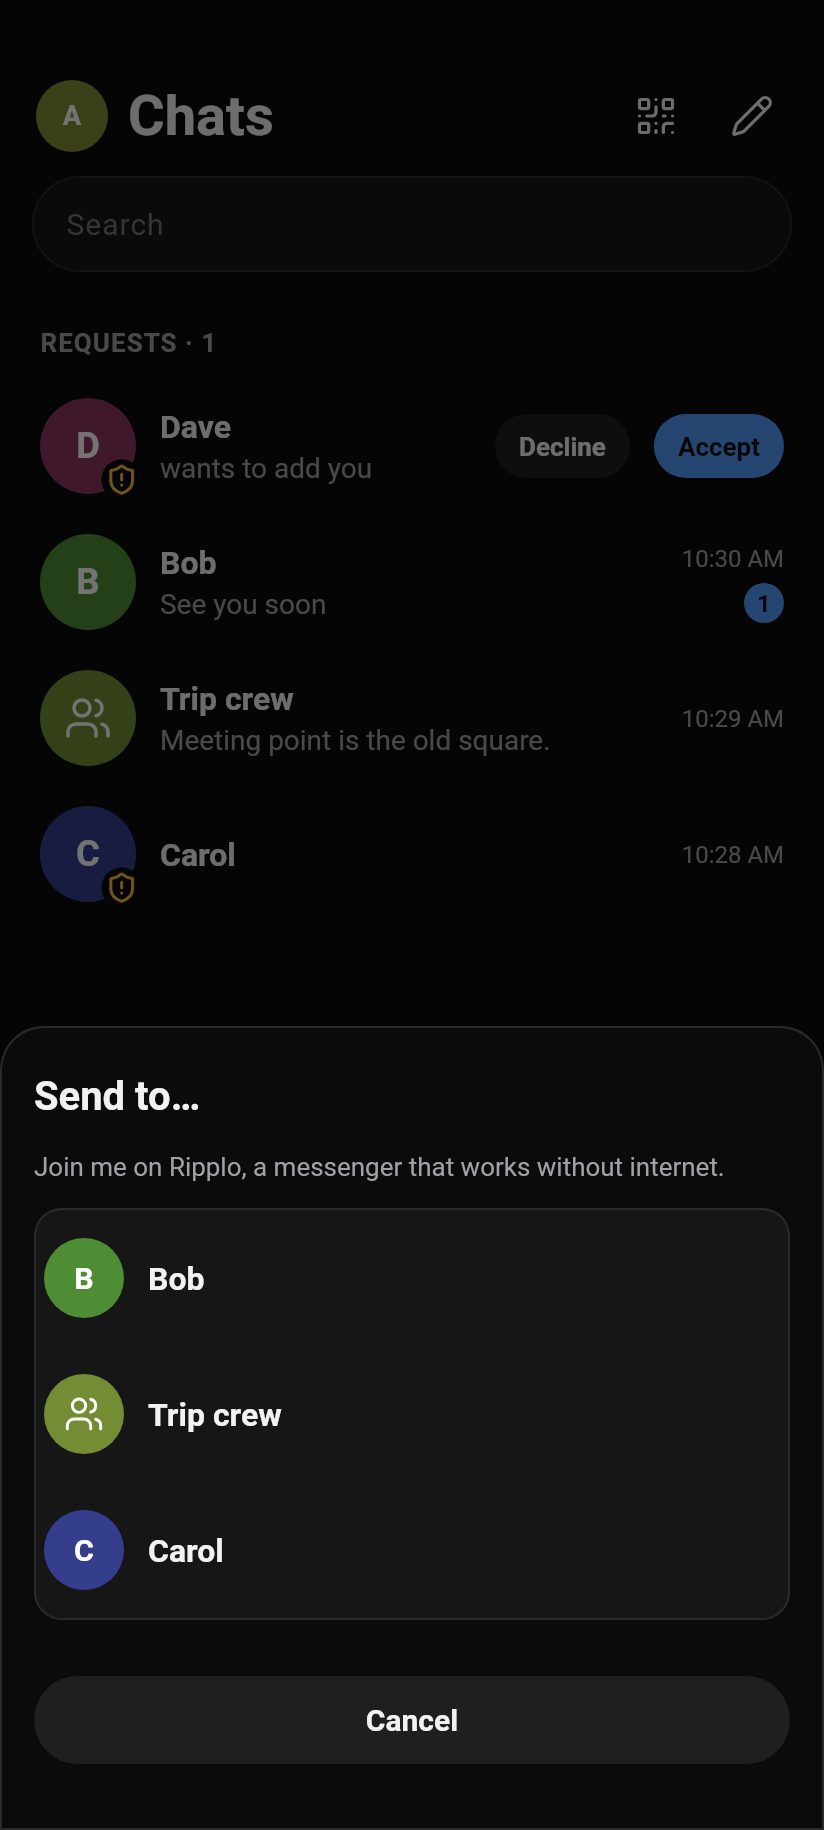 A
Chats
Search
REQUESTS · 1
D
Dave
wants to add you
Decline
Accept
B
Bob
See you soon
10:30 AM
1
Trip crew
Meeting point is the old square.
10:29 AM
C
Carol
10:28 AM
Send to…
Join me on Ripplo, a messenger that works without internet.
B
Bob
Trip crew
C
Carol
Cancel